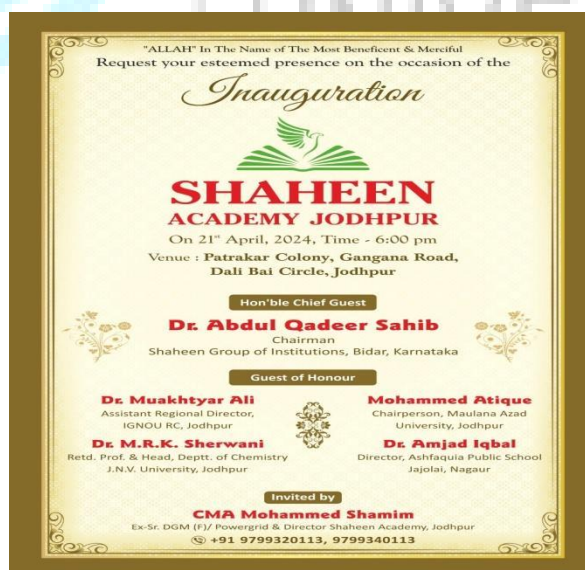 "ALLAH" In The Name of The Most Beneficent & Merciful
Request your esteemed presence on the occasion of the
Inauguration
SHAHEEN
ACADEMY JODHPUR
On 21st April, 2024, Time - 6:00 pm
Venue : Patrakar Colony, Gangana Road,
Dali Bai Circle, Jodhpur
Hon'ble Chief Guest
Dr. Abdul Qadeer Sahib
Chairman
Shaheen Group of Institutions, Bidar, Karnataka
Guest of Honour
Dr. Muakhtyar Ali
Assistant Regional Director,
IGNOU RC, Jodhpur
Mohammed Atique
Chairperson, Maulana Azad
University, Jodhpur
Dr. M.R.K. Sherwani
Retd. Prof. & Head, Deptt. of Chemistry
J.N.V. University, Jodhpur
Dr. Amjad Iqbal
Director, Ashfaquia Public School
Jajolai, Nagaur
Invited by
CMA Mohammed Shamim
Ex-Sr. DGM (F)/ Powergrid & Director Shaheen Academy, Jodhpur
+91 9799320113, 9799340113